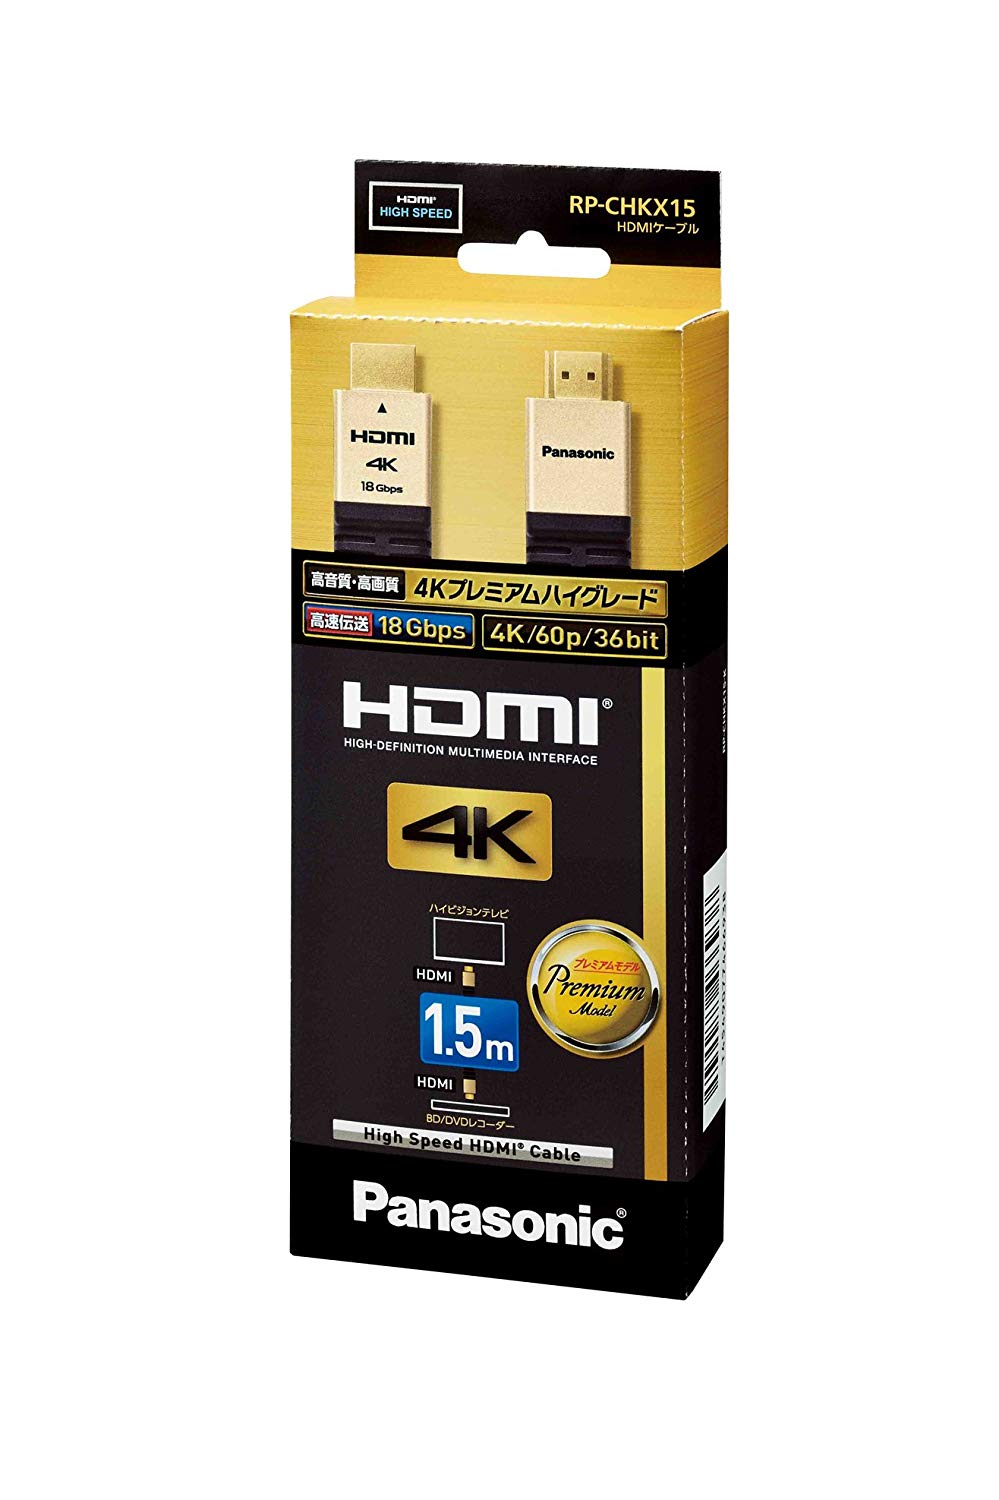 HDMI®
HIGH SPEED
RP-CHKX15
HDMIケーブル
HDMI
4K
18Gbps
Panasonic
高音質・高画質 4Kプレミアムハイグレード
高速伝送 18Gbps 4K/60p/36bit
HDMI®
HIGH-DEFINITION MULTIMEDIA INTERFACE
4K
ハイビジョンテレビ
HDMI
1.5m
プレミアムモデル
Premium
Model
HDMI
BD/DVDレコーダー
High Speed HDMI® Cable
Panasonic®
RP-CHKX15-K